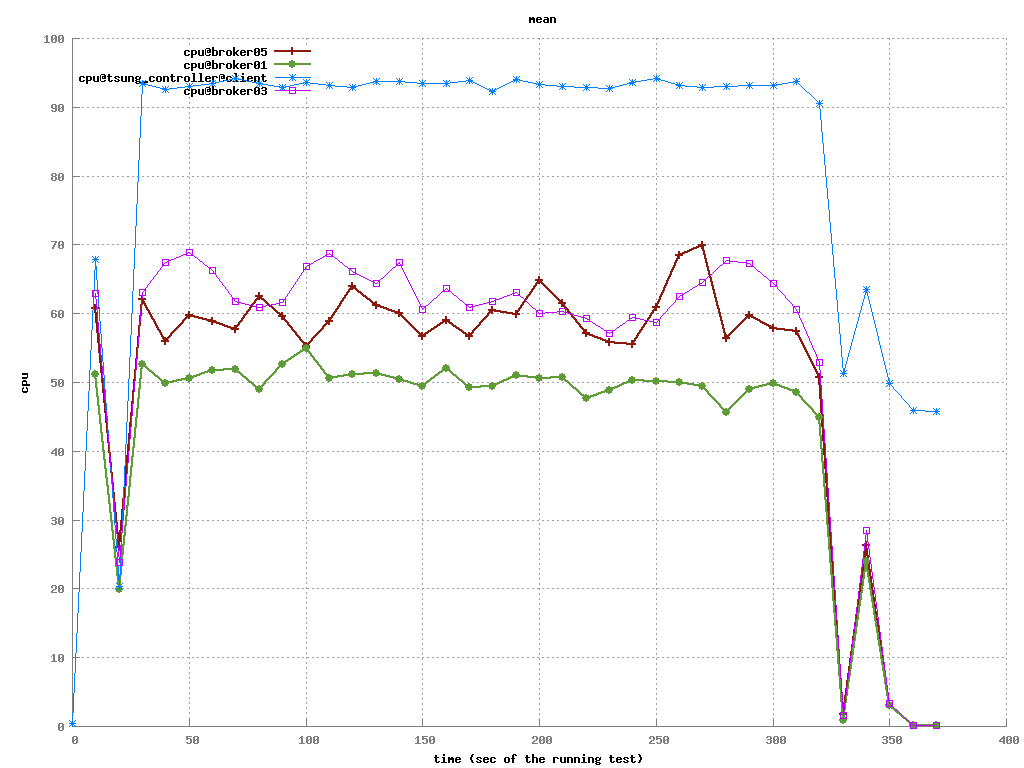 mean
100
90
80
70
60
50
40
30
20
10
0
cpu@broker05
cpu@broker01
cpu@tsung_controller@client
cpu@broker03
cpu
0 50 100 150 200 250 300 350 400
time (sec of the running test)